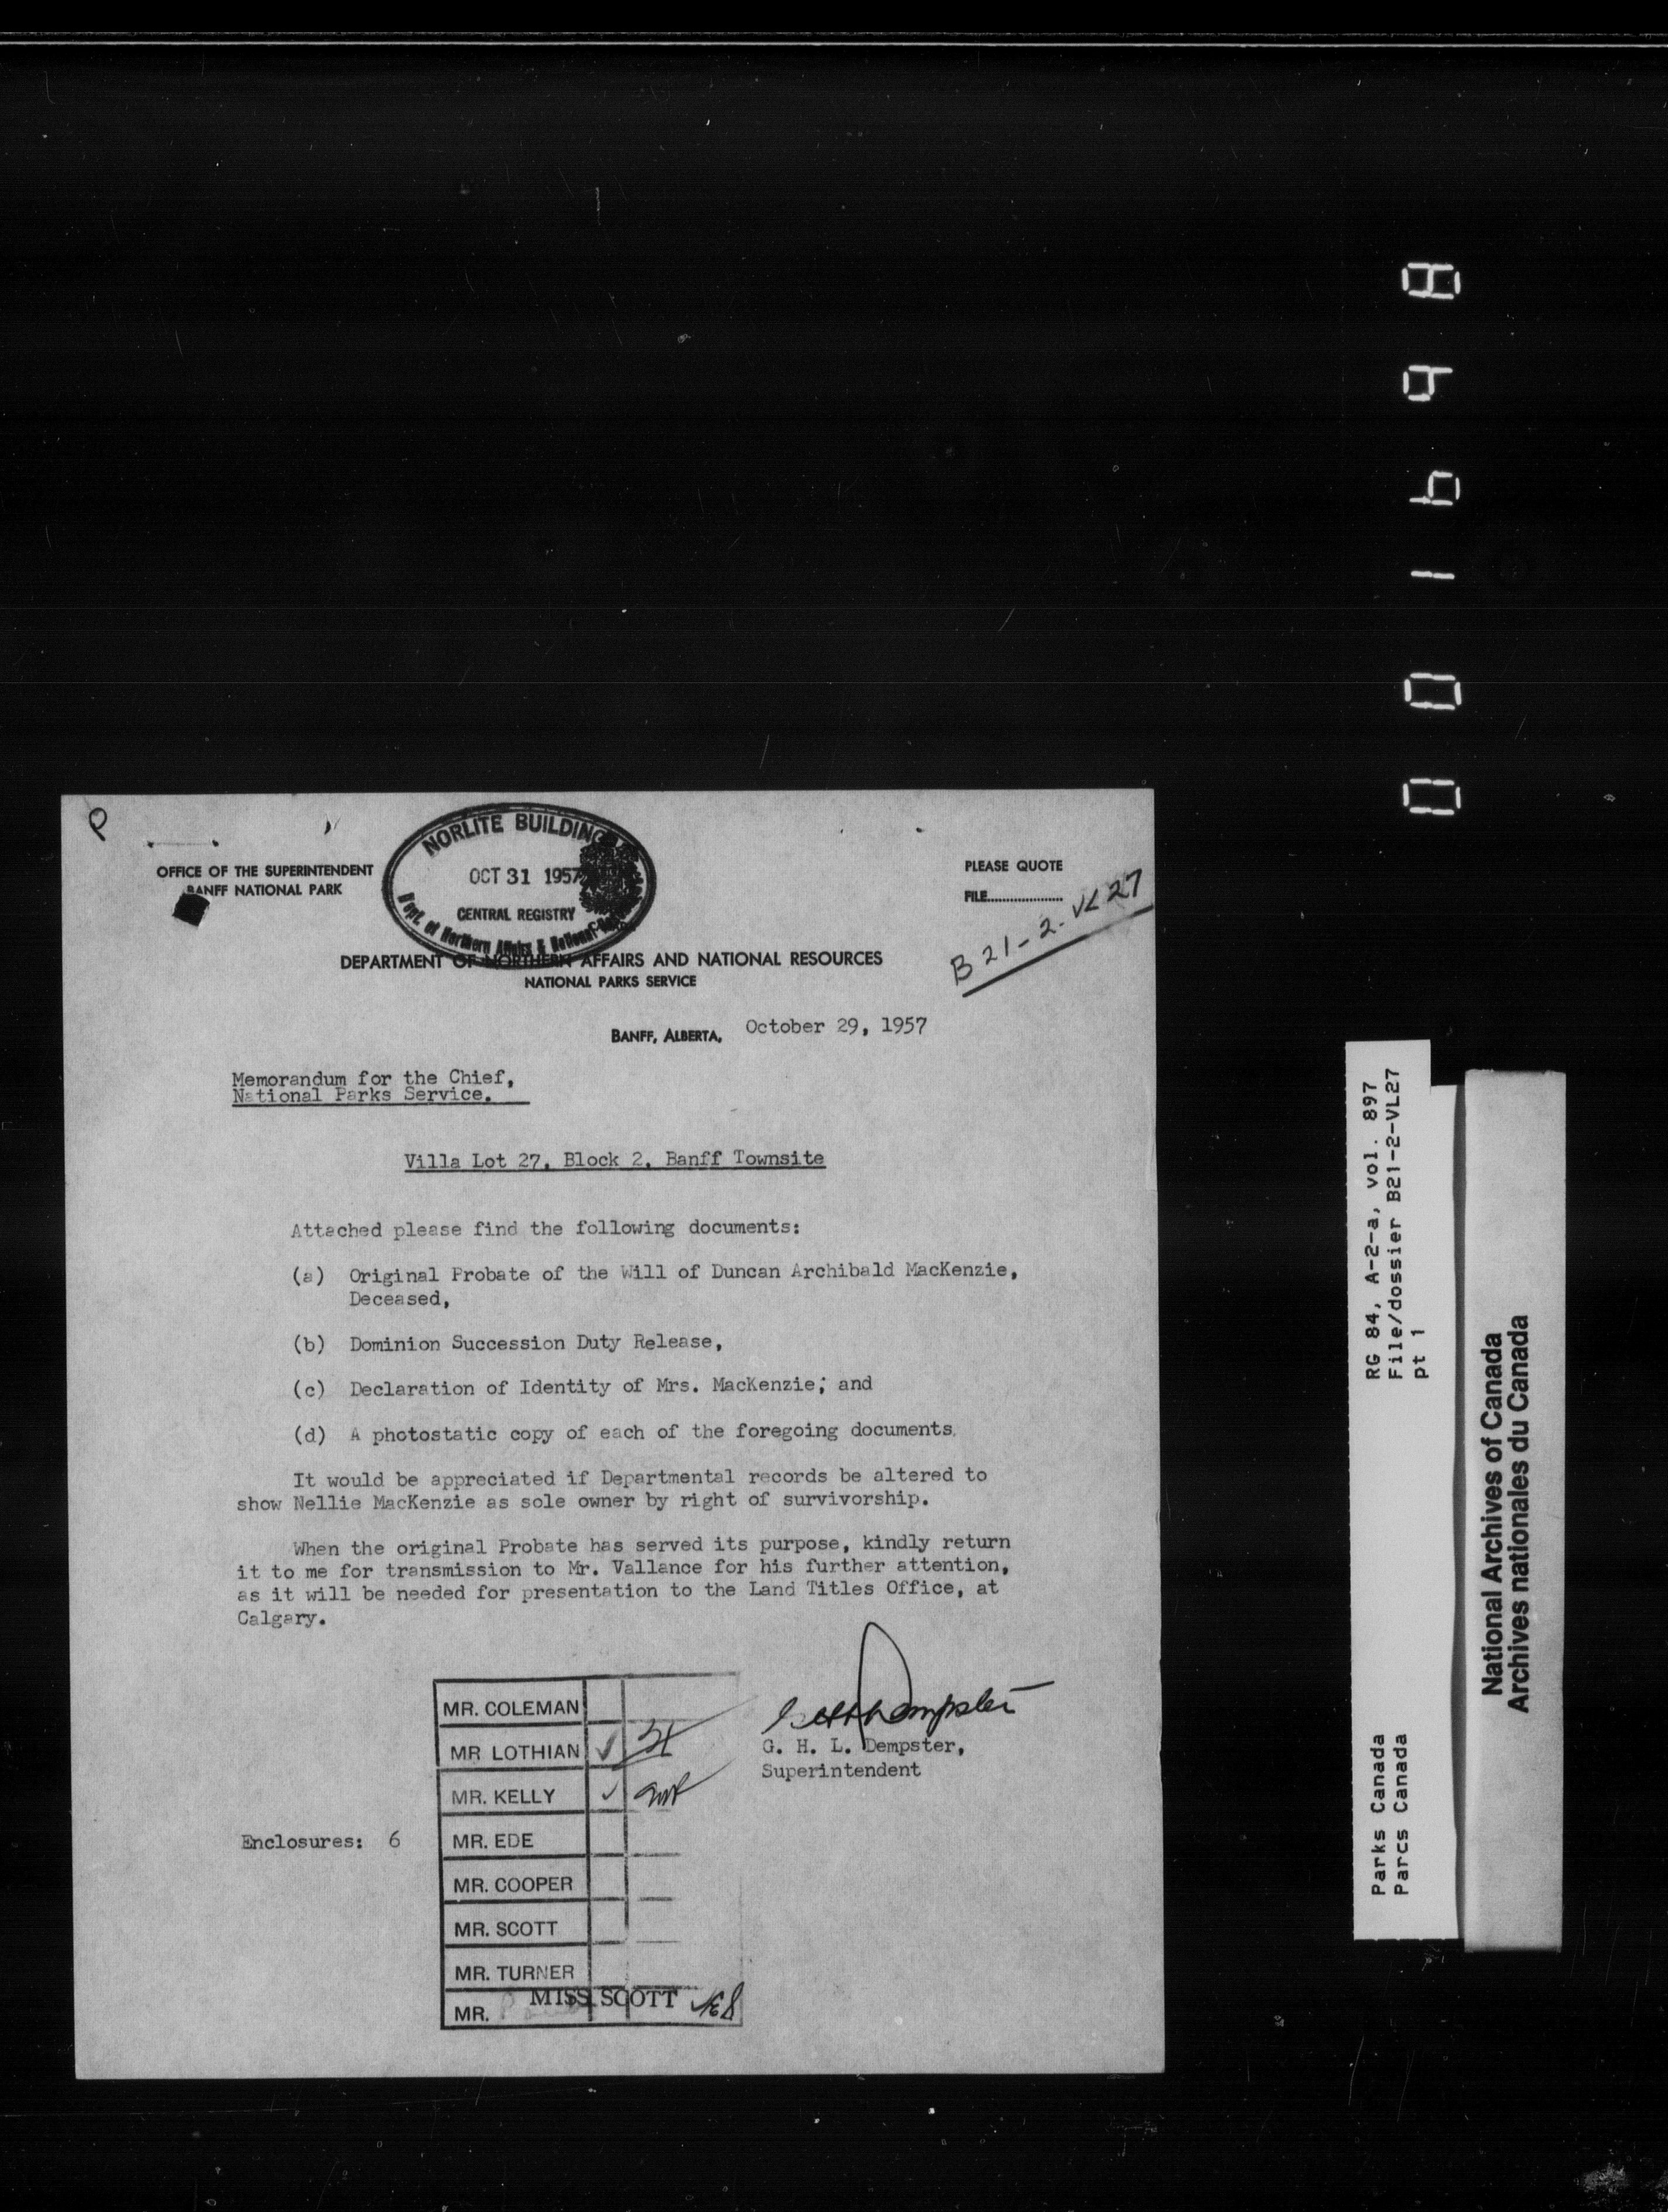 P
OFFICE OF THE SUPERINTENDENT
BANFF NATIONAL PARK
NORLITE BUILDING
OCT 31 1957
CENTRAL REGISTRY
Dept. of Northern Affairs & National
PLEASE QUOTE
FILE....................
B 21-2-VL27
DEPARTMENT OF NORTHERN AFFAIRS AND NATIONAL RESOURCES
NATIONAL PARKS SERVICE
BANFF, ALBERTA, October 29, 1957
Memorandum for the Chief,
National Parks Service.
Villa Lot 27, Block 2, Banff Townsite
Attached please find the following documents:
(a) Original Probate of the Will of Duncan Archibald MacKenzie,
Deceased,
(b) Dominion Succession Duty Release,
(c) Declaration of Identity of Mrs. MacKenzie; and
(d) A photostatic copy of each of the foregoing documents.
It would be appreciated if Departmental records be altered to
show Nellie MacKenzie as sole owner by right of survivorship.
When the original Probate has served its purpose, kindly return
it to me for transmission to Mr. Vallance for his further attention,
as it will be needed for presentation to the Land Titles Office, at
Calgary.
GHL Dempster
G. H. L. Dempster,
Superintendent
Enclosures: 6
MR. COLEMAN
MR LOTHIAN
MR. KELLY
MR. EDE
MR. COOPER
MR. SCOTT
MR. TURNER
MISS SCOTT
MR.
001698
RG 84, A-2-a, vol. 897
File/dossier B21-2-VL27
pt 1
Parks Canada
Parcs Canada
National Archives of Canada
Archives nationales du Canada